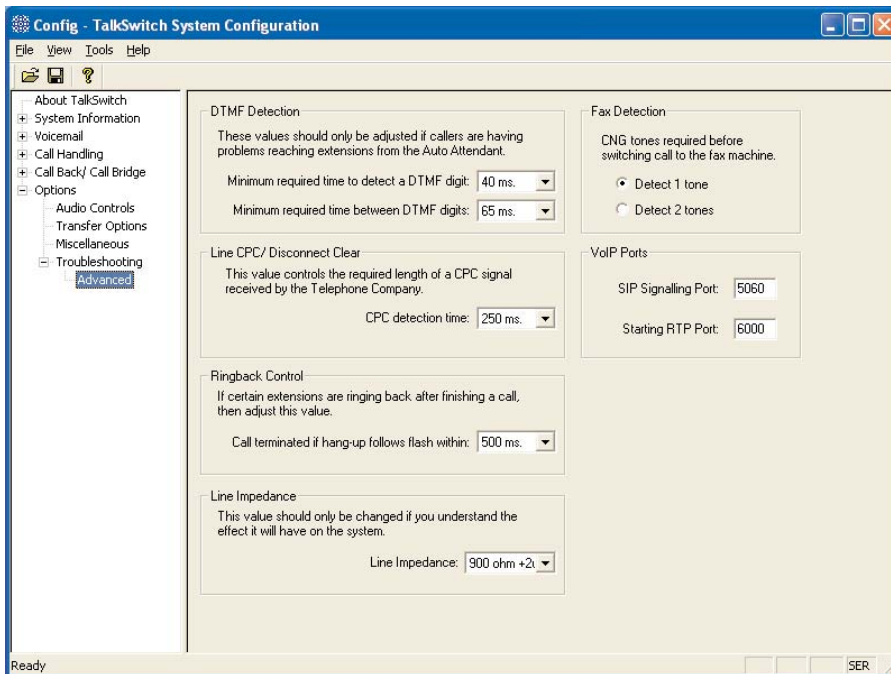 Config - TalkSwitch System Configuration
File View Tools Help
About TalkSwitch
System Information
Voicemail
Call Handling
Call Back/ Call Bridge
Options
Audio Controls
Transfer Options
Miscellaneous
Troubleshooting
Advanced
DTMF Detection
These values should only be adjusted if callers are having
problems reaching extensions from the Auto Attendant.
Minimum required time to detect a DTMF digit: 40 ms.
Minimum required time between DTMF digits: 65 ms.
Line CPC/ Disconnect Clear
This value controls the required length of a CPC signal
received by the Telephone Company.
CPC detection time: 250 ms.
Ringback Control
If certain extensions are ringing back after finishing a call,
then adjust this value.
Call terminated if hang-up follows flash within: 500 ms.
Line Impedance
This value should only be changed if you understand the
effect it will have on the system.
Line Impedance: 900 ohm
Fax Detection
CNG tones required before
switching call to the fax machine.
Detect 1 tone
Detect 2 tones
VoIP Ports
SIP Signalling Port: 5060
Starting RTP Port: 6000
Ready
SER